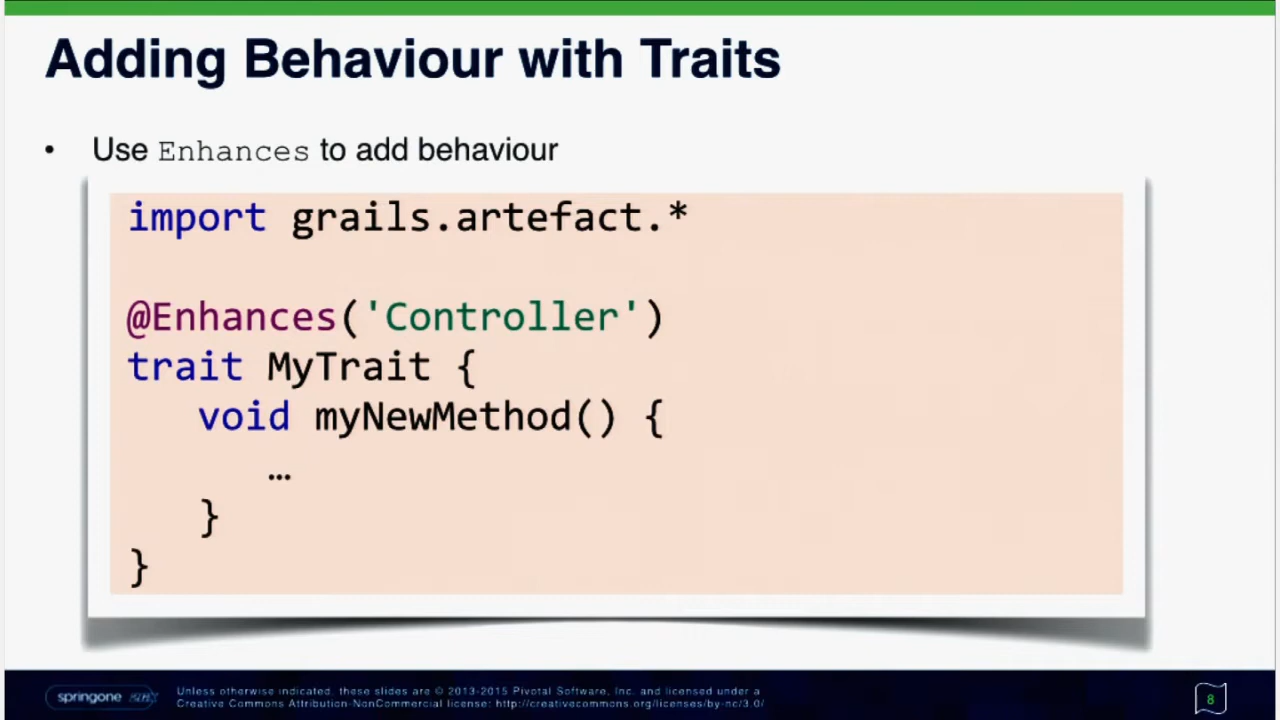 Adding Behaviour with Traits
• Use Enhances to add behaviour
import grails.artefact.*
@Enhances('Controller')
trait MyTrait {
   void myNewMethod() {
      …
   }
}
springone
Unless otherwise indicated, these slides are © 2013-2015 Pivotal Software, Inc. and licensed under a
Creative Commons Attribution-NonCommercial license: http://creativecommons.org/licenses/by-nc/3.0/
8